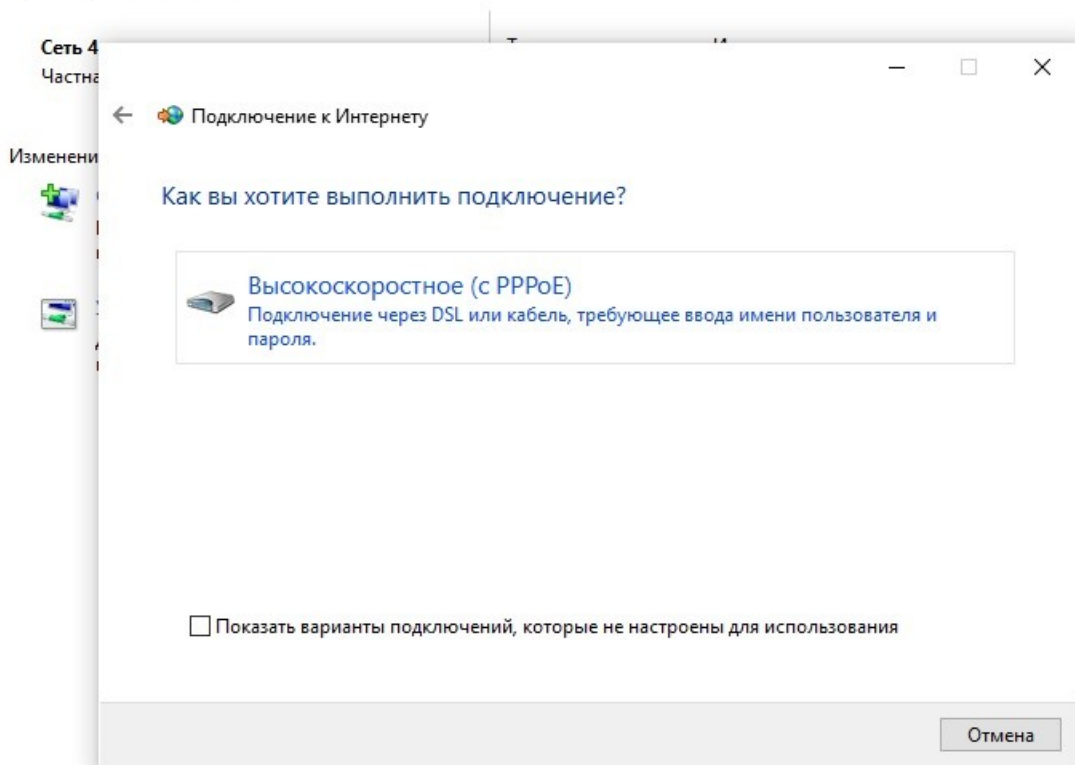 Сеть 4
Подключение к Интернету
Изменени
Как вы хотите выполнить подключение?
Высокоскоростное (с PPPoE)
Подключение через DSL или кабель, требующее ввода имени пользователя и
пароля.
Показать варианты подключений, которые не настроены для использования
Отмена